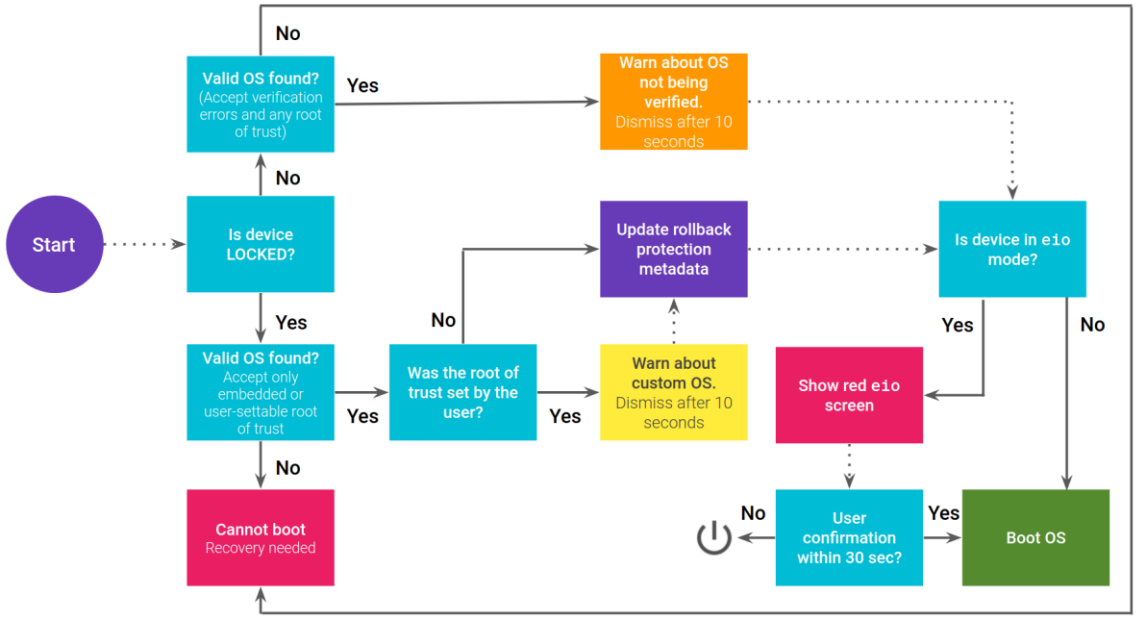 No
Valid OS found?
(Accept verification
errors and any root
of trust)
Yes
Warn about OS
not being
verified.
Dismiss after 10
seconds
No
Start
Is device
LOCKED?
Update rollback
protection
metadata
Is device in eio
mode?
Yes
No
Yes
No
Valid OS found?
Accept only
embedded or
user-settable root
of trust
Yes
Was the root of
trust set by the
user?
Yes
Warn about
custom OS.
Dismiss after 10
seconds
Show red eio
screen
No
Cannot boot
Recovery needed
No
User
confirmation
within 30 sec?
Yes
Boot OS